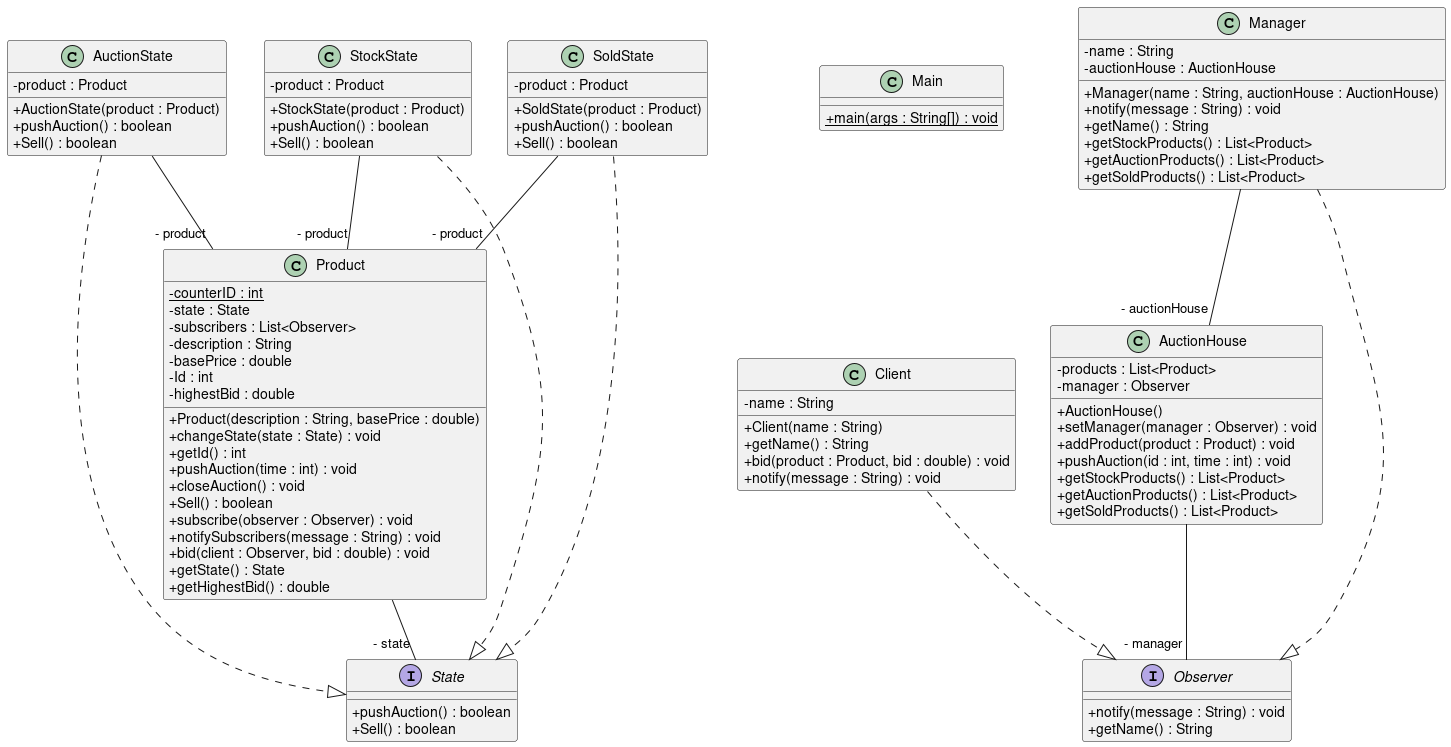 C AuctionState
-product : Product
+AuctionState(product : Product)
+pushAuction() : boolean
+Sell() : boolean
C StockState
-product : Product
+StockState(product : Product)
+pushAuction() : boolean
+Sell() : boolean
C SoldState
-product : Product
+SoldState(product : Product)
+pushAuction() : boolean
+Sell() : boolean
C Main
+main(args : String[]) : void
C Manager
-name : String
-auctionHouse : AuctionHouse
+Manager(name : String, auctionHouse : AuctionHouse)
+notify(message : String) : void
+getName() : String
+getStockProducts() : List<Product>
+getAuctionProducts() : List<Product>
+getSoldProducts() : List<Product>
- product
- product
- product
C Product
-counterID : int
-state : State
-subscribers : List<Observer>
-description : String
-basePrice : double
-Id : int
-highestBid : double
+Product(description : String, basePrice : double)
+changeState(state : State) : void
+getId() : int
+pushAuction(time : int) : void
+closeAuction() : void
+Sell() : boolean
+subscribe(observer : Observer) : void
+notifySubscribers(message : String) : void
+bid(client : Observer, bid : double) : void
+getState() : State
+getHighestBid() : double
C Client
-name : String
+Client(name : String)
+getName() : String
+bid(product : Product, bid : double) : void
+notify(message : String) : void
- auctionHouse
C AuctionHouse
-products : List<Product>
-manager : Observer
+AuctionHouse()
+setManager(manager : Observer) : void
+addProduct(product : Product) : void
+pushAuction(id : int, time : int) : void
+getStockProducts() : List<Product>
+getAuctionProducts() : List<Product>
+getSoldProducts() : List<Product>
- state
I State
+pushAuction() : boolean
+Sell() : boolean
- manager
I Observer
+notify(message : String) : void
+getName() : String